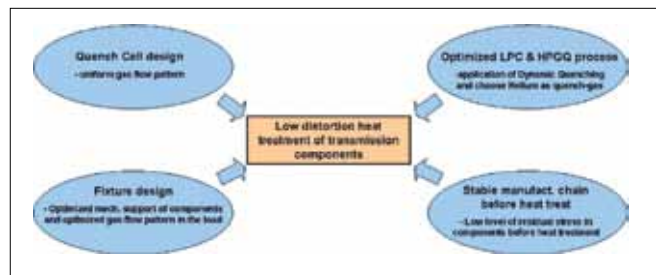 Quench Cell design
- uniform gas flow pattern
Optimized LPC & HPGQ process
-application of Dynamic Quenching
and choose Helium as quench-gas
Low distortion heat
treatment of transmission
components
Fixture design
- Optimized mech. support of components
and optimized gas flow pattern in the load
Stable manufact. chain
before heat treat
- Low level of residual stress in
components before heat treatment